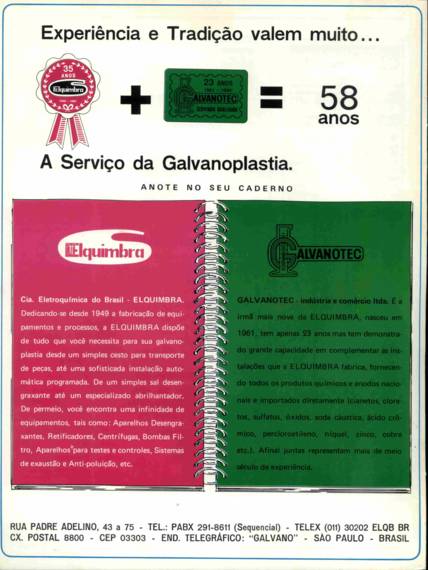 Experiência e Tradição valem muito...
35
ANOS
Elquimbra
+
23 ANOS
1961 - 1984
GALVANOTEC
=
58
anos
A Serviço da Galvanoplastia.
ANOTE NO SEU CADERNO
Elquimbra
Cia. Eletroquímica do Brasil - ELQUIMBRA.
Dedicando-se desde 1949 a fabricação de equi-
pamentos e processos, a ELQUIMBRA dispõe
de tudo que você necessita para sua galvano-
plastia desde um simples cesto para transporte
de peças, até uma sofisticada instalação auto-
mática programada. De um simples sal desen-
graxante até um especializado abrilhantador.
De permeio, você encontra uma infinidade de
equipamentos, tais como: Aparelhos Desengra-
xantes, Retificadores, Centrífugas, Bombas Fil-
tro, Aparelhos para testes e controles, Sistemas
de exaustão e Anti-poluição, etc.
GALVANOTEC
GALVANOTEC - indústria e comércio ltda. É a
irmã mais nova da ELQUIMBRA, nasceu em
1961, tem apenas 23 anos mas tem demonstra-
do grande capacidade em complementar as ins-
talações que a ELQUIMBRA fabrica, fornecen-
do todos os produtos químicos e anodos nacio-
nais e importados diretamente (cianetos, clore-
tos, sulfatos, óxidos, soda cáustica, ácido crô-
mico, percloroetileno, níquel, zinco, cobre
etc.). Afinal juntas representam mais de meio
século de experiência.
RUA PADRE ADELINO, 43 a 75 - TEL.: PABX 291-8611 (Sequencial) - TELEX (011) 30202 ELQB BR
CX. POSTAL 8800 - CEP 03303 - END. TELEGRÁFICO: "GALVANO" - SÃO PAULO - BRASIL